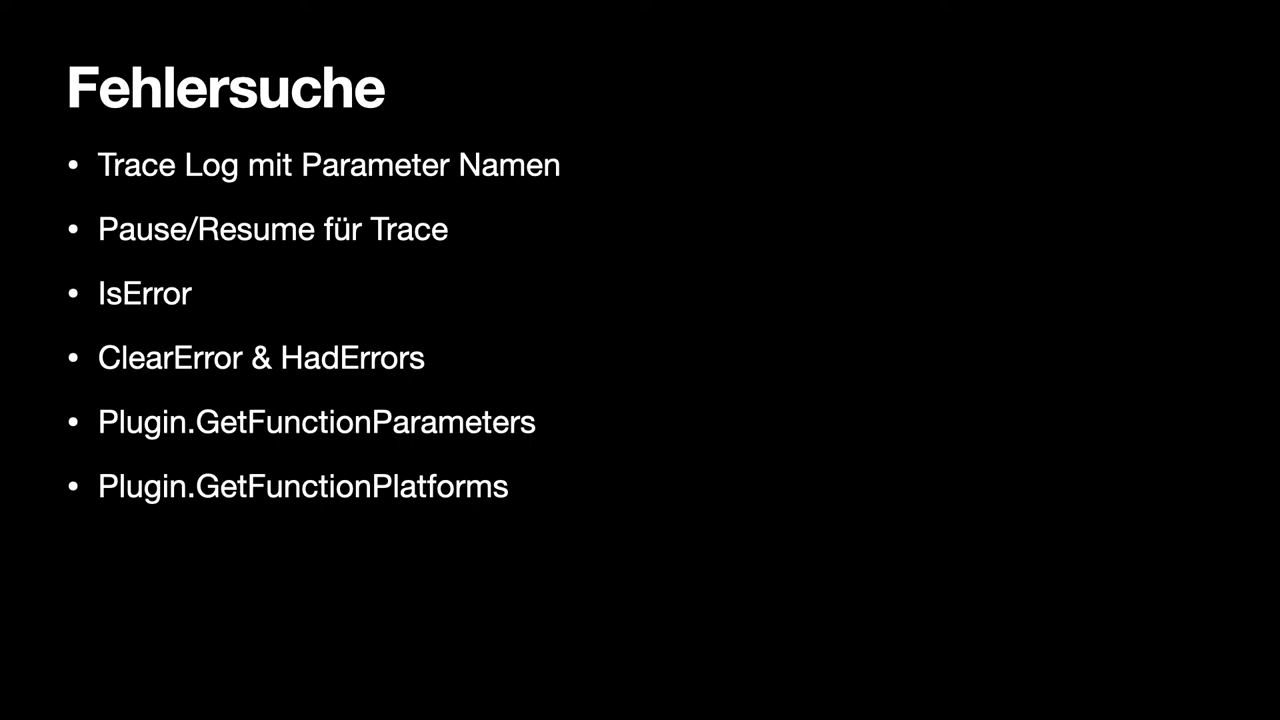 Fehlersuche
• Trace Log mit Parameter Namen
• Pause/Resume für Trace
• IsError
• ClearError & HadErrors
• Plugin.GetFunctionParameters
• Plugin.GetFunctionPlatforms